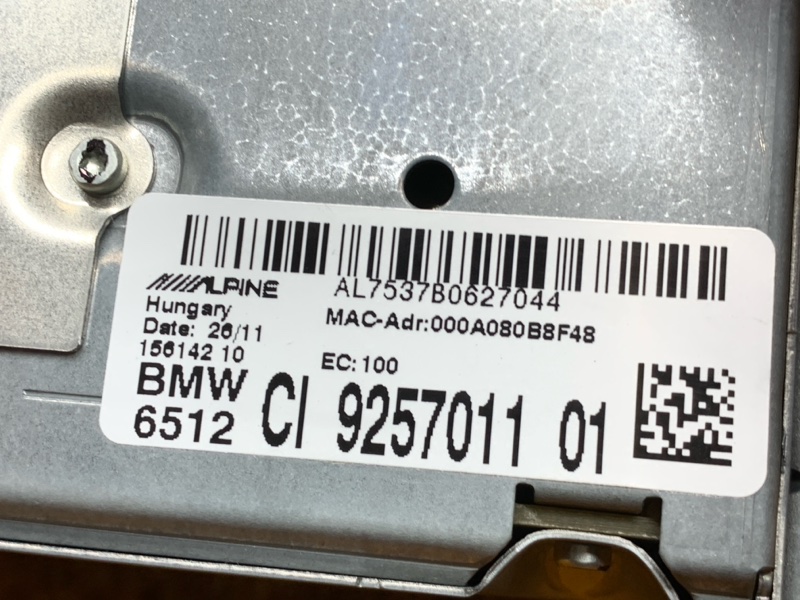 ALPINE AL7537B0627044
Hungary MAC-Adr:000A080B8F48
Date: 26/11
156142 10 EC:100
BMW
6512 CI 9257011 01